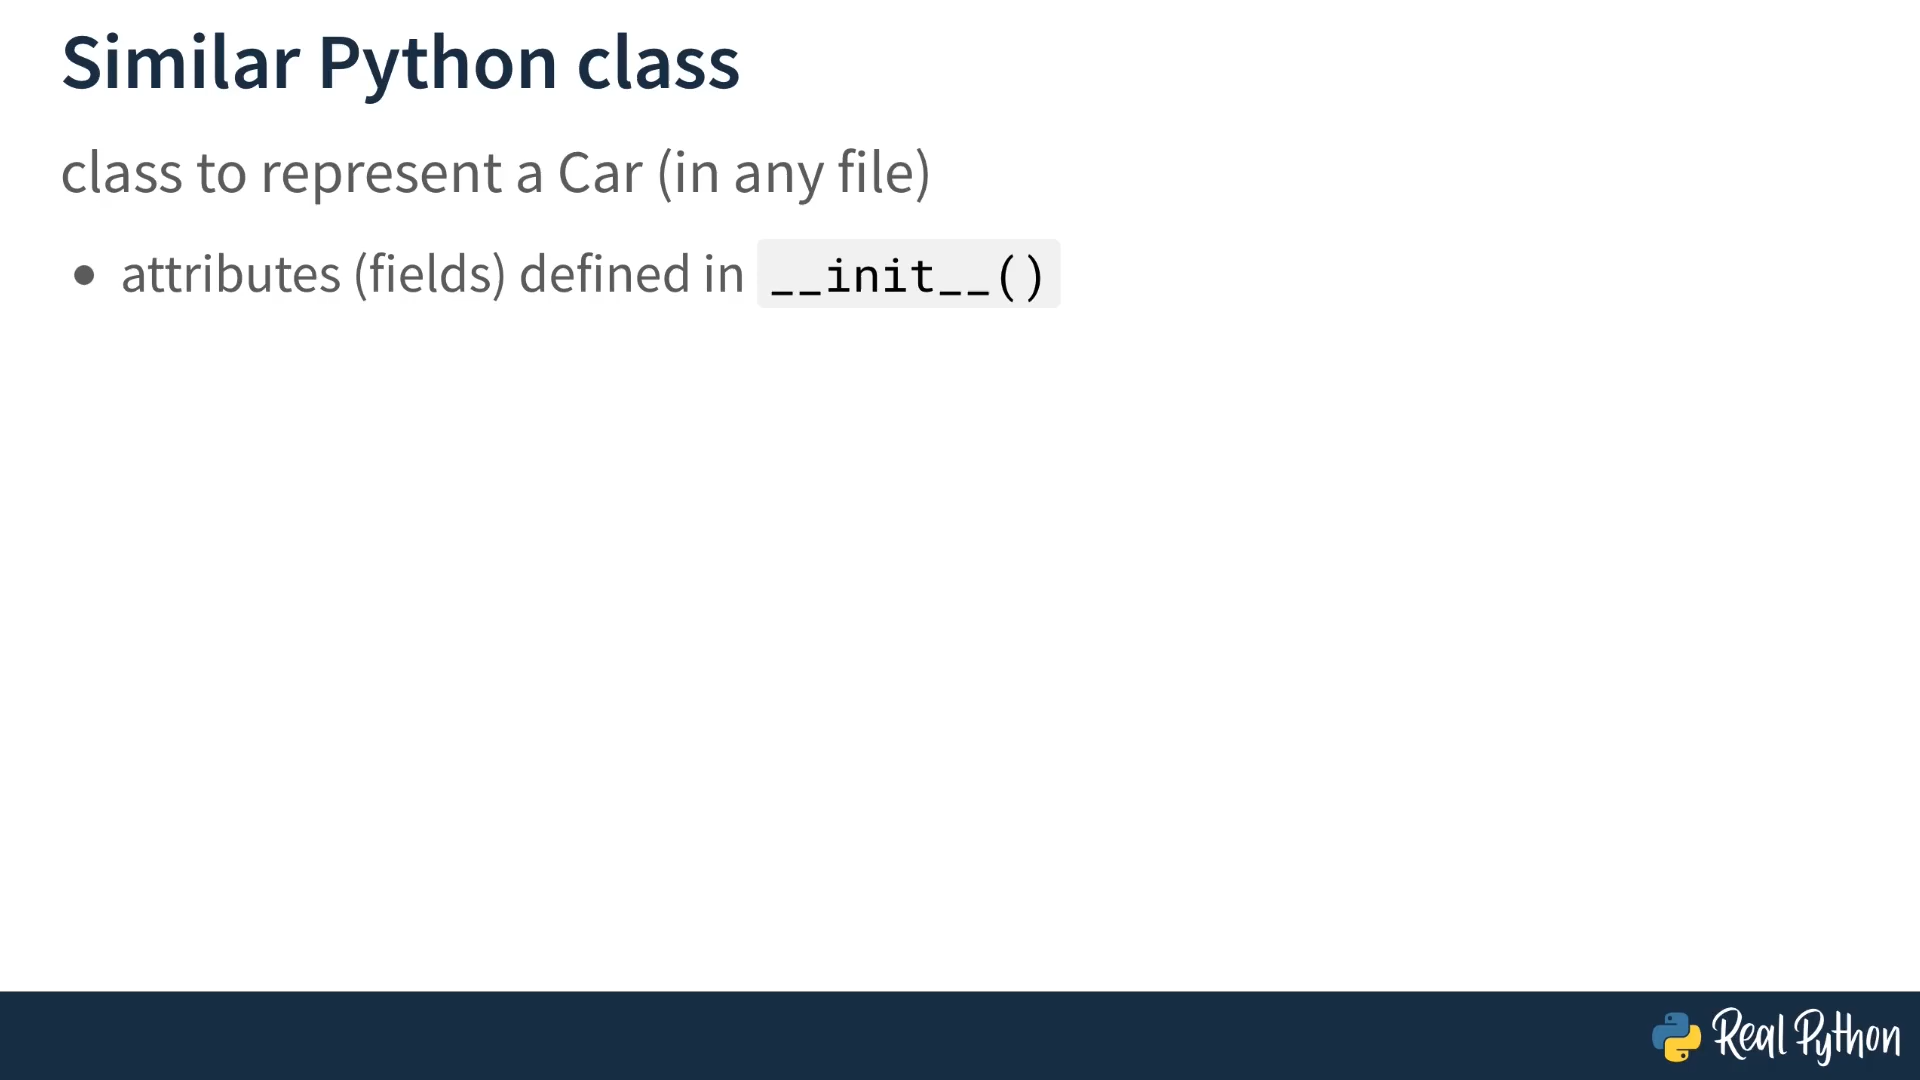 Similar Python class
class to represent a Car (in any file)
• attributes (fields) defined in __init__()
Real Python